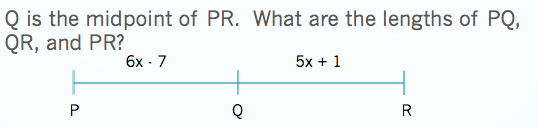 Q is the midpoint of PR. What are the lengths of PQ,
QR, and PR?
6x - 7 5x + 1
P Q R